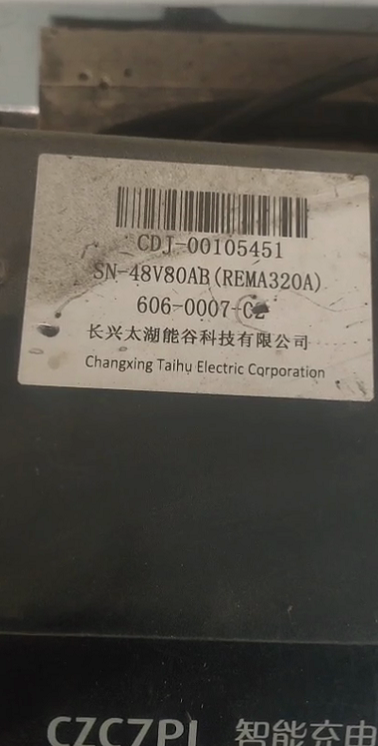 CDJ-00105451
SN-48V80AB(REMA320A)
606-0007-
长兴太湖能谷科技有限公司
Changxing Taihu Electric Corporation
CZC7PL 智能充电